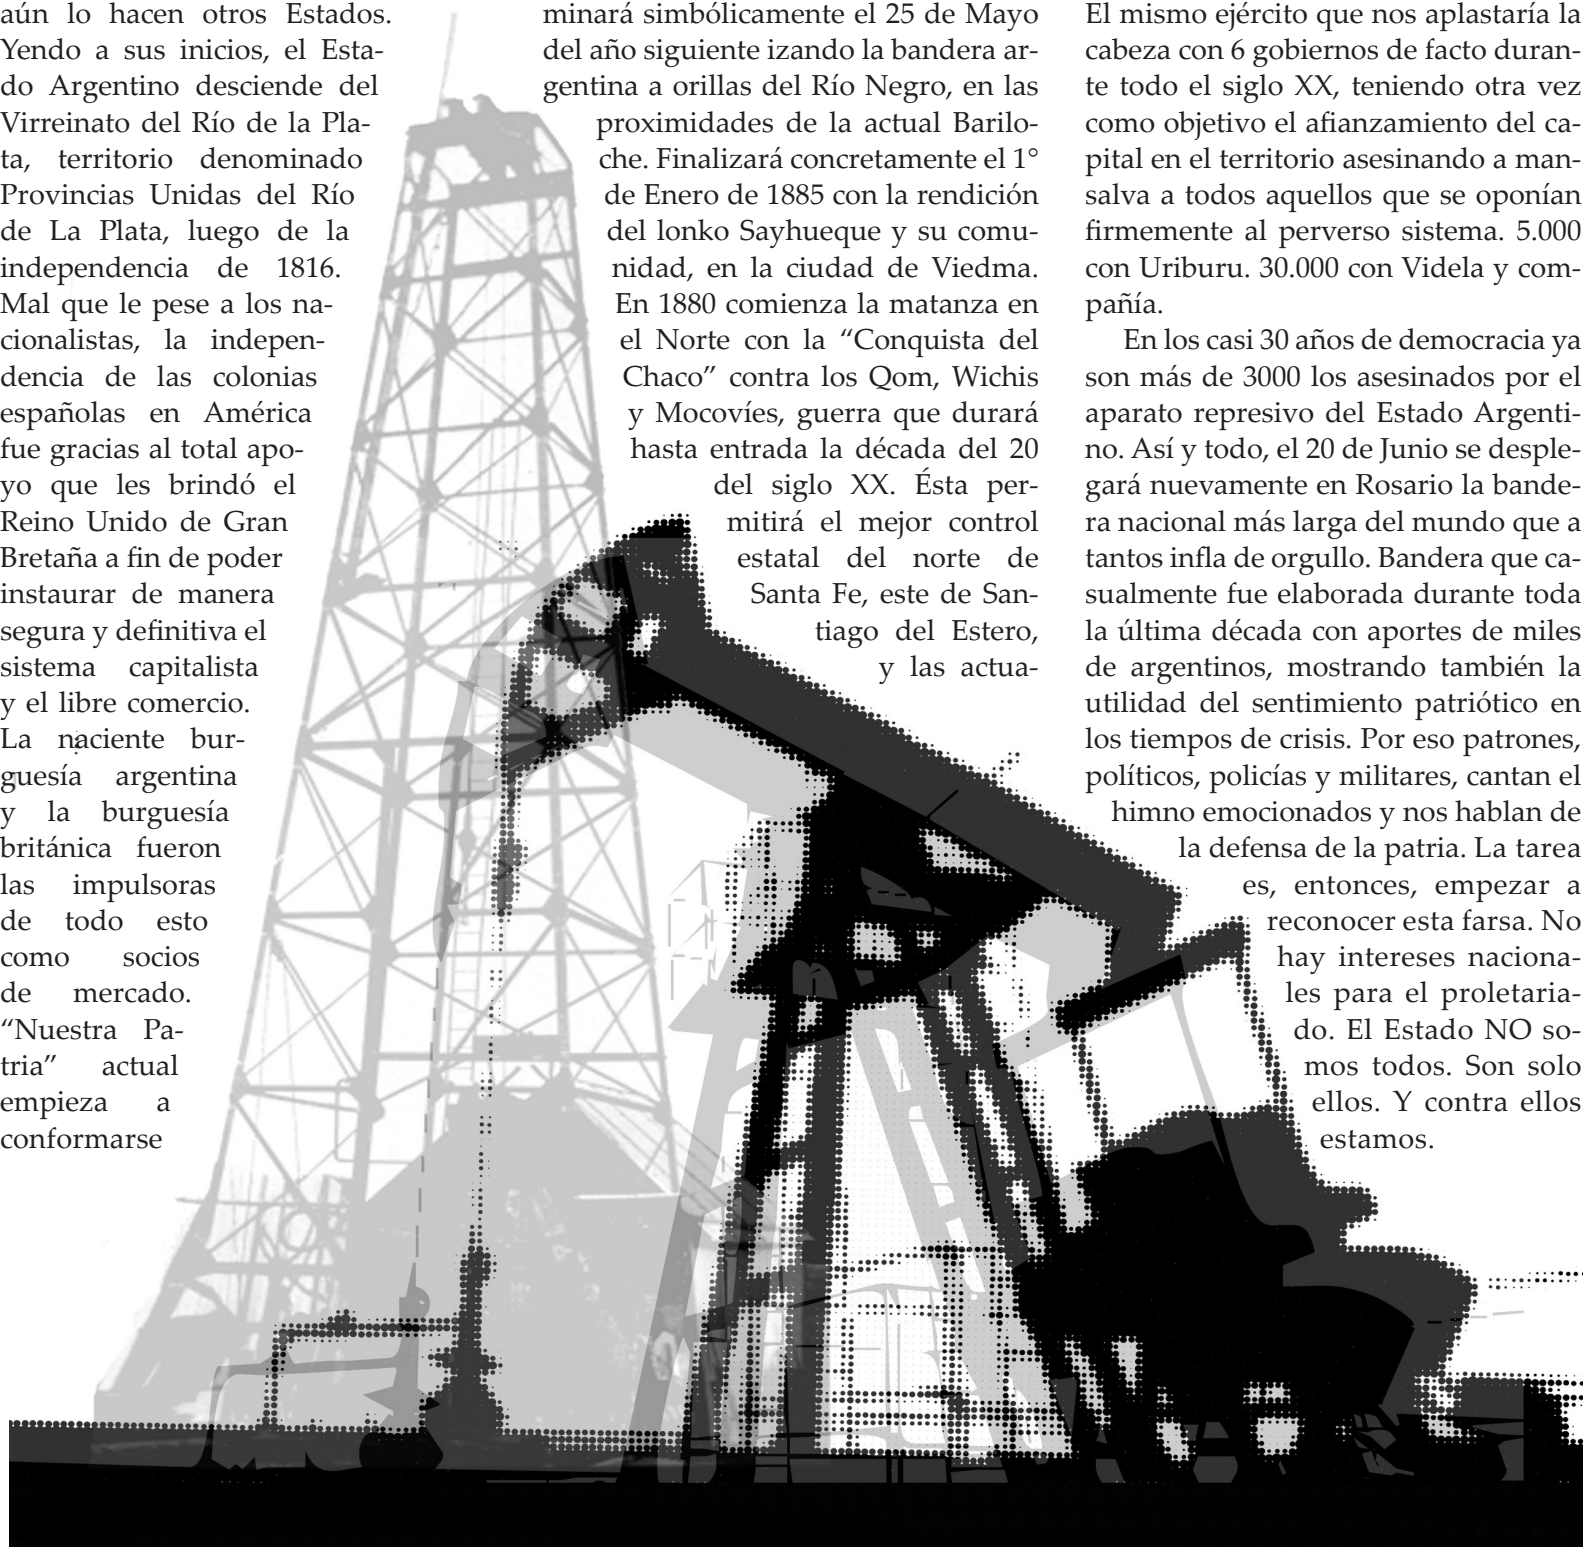 aún lo hacen otros Estados.
Yendo a sus inicios, el Esta-
do Argentino desciende del
Virreinato del Río de la Pla-
ta, territorio denominado
Provincias Unidas del Río
de La Plata, luego de la
independencia de 1816.
Mal que le pese a los na-
cionalistas, la indepen-
dencia de las colonias
españolas en América
fue gracias al total apo-
yo que les brindó el
Reino Unido de Gran
Bretaña a fin de poder
instaurar de manera
segura y definitiva el
sistema capitalista
y el libre comercio.
La naciente bur-
guesía argentina
y la burguesía
británica fueron
las impulsoras
de todo esto
como socios
de mercado.
“Nuestra Pa-
tria” actual
empieza a
conformarse
minará simbólicamente el 25 de Mayo
del año siguiente izando la bandera ar-
gentina a orillas del Río Negro, en las
proximidades de la actual Barilo-
che. Finalizará concretamente el 1°
de Enero de 1885 con la rendición
del lonko Sayhueque y su comu-
nidad, en la ciudad de Viedma.
En 1880 comienza la matanza en
el Norte con la “Conquista del
Chaco” contra los Qom, Wichis
y Mocovíes, guerra que durará
hasta entrada la década del 20
del siglo XX. Ésta per-
mitirá el mejor control
estatal del norte de
Santa Fe, este de San-
tiago del Estero,
y las actua-
El mismo ejército que nos aplastaría la
cabeza con 6 gobiernos de facto duran-
te todo el siglo XX, teniendo otra vez
como objetivo el afianzamiento del ca-
pital en el territorio asesinando a man-
salva a todos aquellos que se oponían
firmemente al perverso sistema. 5.000
con Uriburu. 30.000 con Videla y com-
pañía.
En los casi 30 años de democracia ya
son más de 3000 los asesinados por el
aparato represivo del Estado Argenti-
no. Así y todo, el 20 de Junio se desple-
gará nuevamente en Rosario la bande-
ra nacional más larga del mundo que a
tantos infla de orgullo. Bandera que ca-
sualmente fue elaborada durante toda
la última década con aportes de miles
de argentinos, mostrando también la
utilidad del sentimiento patriótico en
los tiempos de crisis. Por eso patrones,
políticos, policías y militares, cantan el
himno emocionados y nos hablan de
la defensa de la patria. La tarea
es, entonces, empezar a
reconocer esta farsa. No
hay intereses naciona-
les para el proletaria-
do. El Estado NO so-
mos todos. Son solo
ellos. Y contra ellos
estamos.